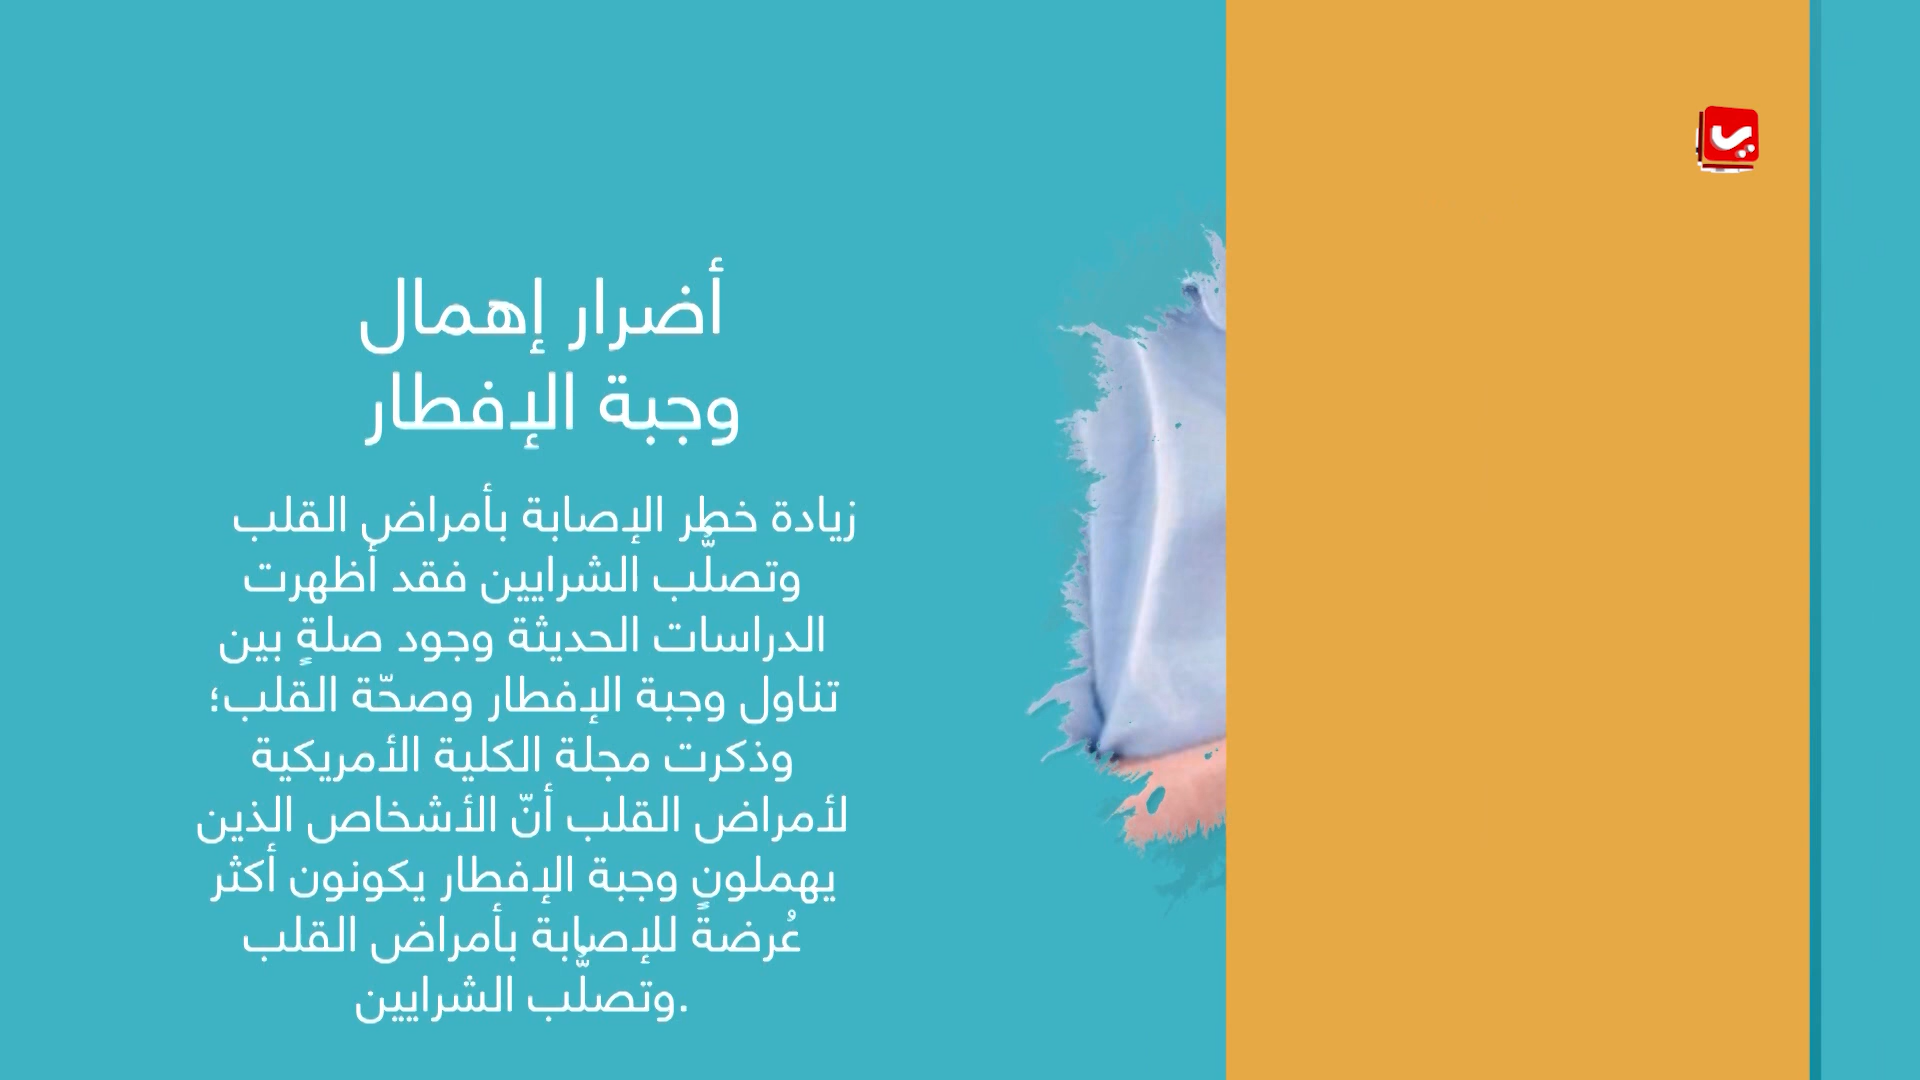 أضرار إهمال
وجبة الإفطار
زيادة خطر الإصابة بأمراض القلب
وتصلُّب الشرايين فقد أظهرت
الدراسات الحديثة وجود صلةٍ بين
تناول وجبة الإفطار وصحّة القلب؛
وذكرت مجلة الكلية الأمريكية
لأمراض القلب أنّ الأشخاص الذين
يهملون وجبة الإفطار يكونون أكثر
عُرضةً للإصابة بأمراض القلب
.وتصلُّب الشرايين